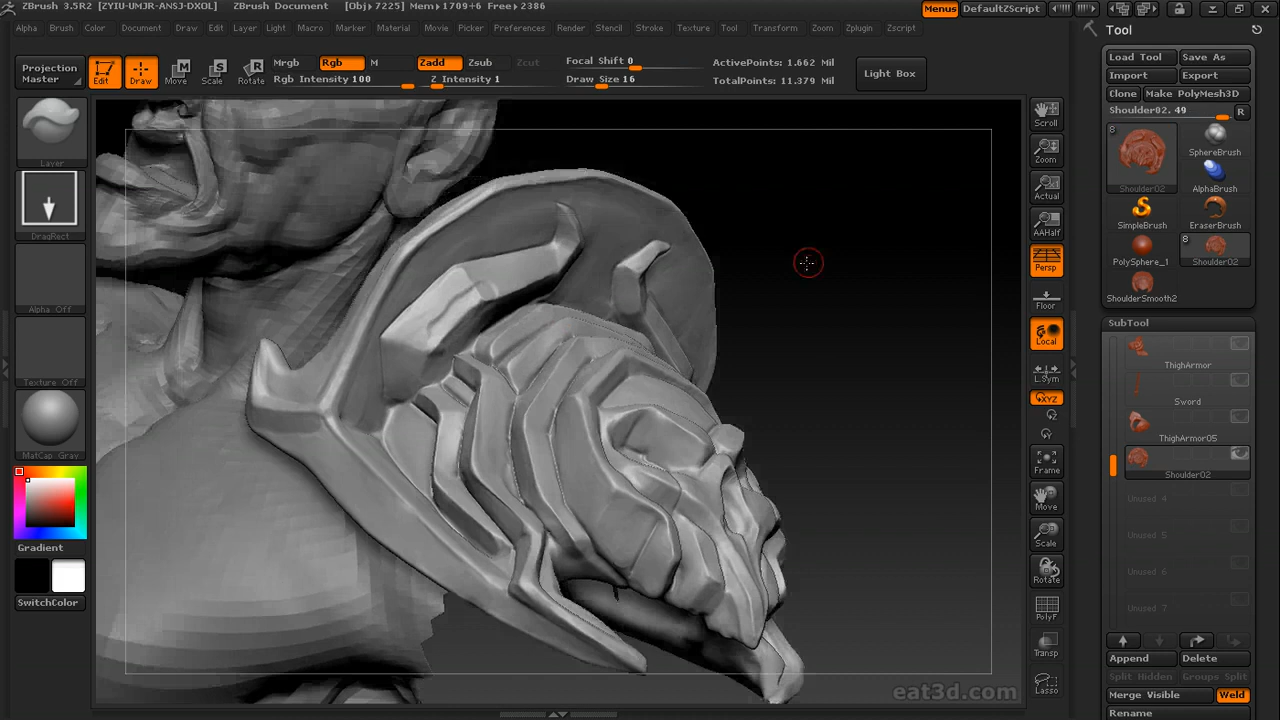 ZBrush 3.5R2 [ZYIU-UMJR-ANSJ-DXOL] ZBrush Document [Obj▸7225] Mem▸1709+6 Free▸2386 Menus DefaultZScript
Alpha Brush Color Document Draw Edit Layer Light Macro Marker Material Movie Picker Preferences Render Stencil Stroke Texture Tool Transform Zoom Zplugin Zscript
Tool
Projection Master
Edit Draw Move Scale Rotate
Mrgb Rgb M Zadd Zsub Zcut
Rgb Intensity 100 Z Intensity 1
Focal Shift 0
Draw Size 16
ActivePoints: 1.662 Mil
TotalPoints: 11.379 Mil
Light Box
Load Tool Save As
Import Export
Clone Make PolyMesh3D
Shoulder02. 49 R
8
Shoulder02
SphereBrush
AlphaBrush
SimpleBrush
EraserBrush
PolySphere_1
8
Shoulder02
ShoulderSmooth2
SubTool
ThighArmor
Sword
ThighArmor05
Shoulder02
Unused 4
Unused 5
Unused 6
Unused 7
Append Delete
Split Hidden Groups Split
Merge Visible Weld
Rename
Layer
DragRect
Alpha Off
Texture Off
MatCap Gray
Gradient
SwitchColor
Scroll
Zoom
Actual
AAHalf
Persp
Floor
Local
L.Sym
XYZ
Frame
Move
Scale
Rotate
PolyF
Transp
Lasso
eat3d.com